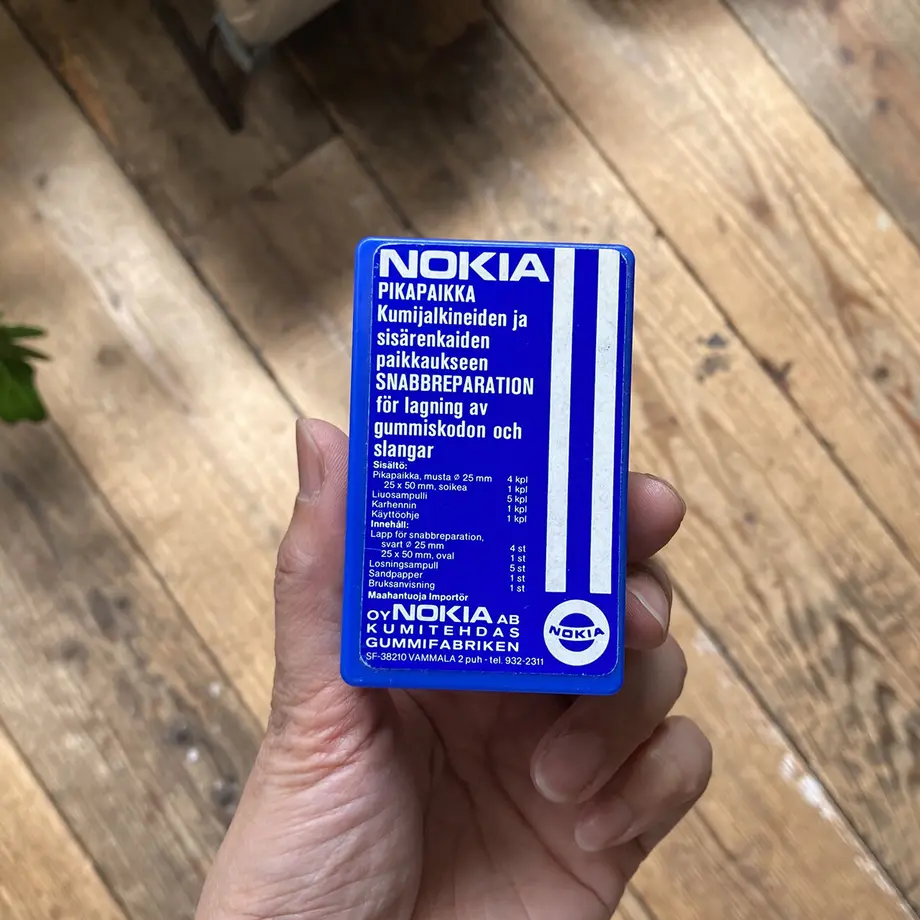 NOKIA
PIKAPAIKKA
Kumijalkineiden ja
sisärenkaiden
paikkaukseen
SNABBREPARATION
för lagning av
gummiskodon och
slangar
Sisältö:
Pikapaikka, musta ⌀ 25 mm 4 kpl
25 x 50 mm, soikea 1 kpl
Liuosampulli 5 kpl
Karhennin 1 kpl
Käyttöohje 1 kpl
Innehåll:
Lapp för snabbreparation,
svart ⌀ 25 mm 4 st
25 x 50 mm, oval 1 st
Losningsampull 5 st
Sandpapper 1 st
Bruksanvisning 1 st
Maahantuoja Importör
OY NOKIA AB
KUMITEHDAS
GUMMIFABRIKEN
SF-38210 VAMMALA 2 puh - tel. 932-2311
NOKIA